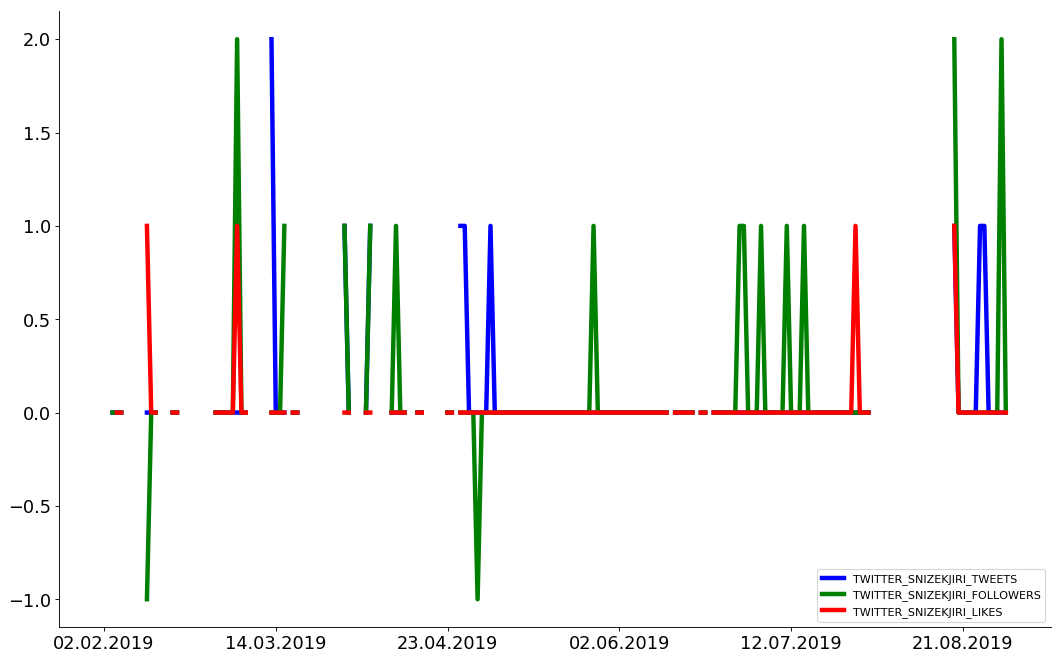 2.0
1.5
1.0
0.5
0.0
−0.5
−1.0
02.02.2019 14.03.2019 23.04.2019 02.06.2019 12.07.2019 21.08.2019
TWITTER_SNIZEKJIRI_TWEETS
TWITTER_SNIZEKJIRI_FOLLOWERS
TWITTER_SNIZEKJIRI_LIKES